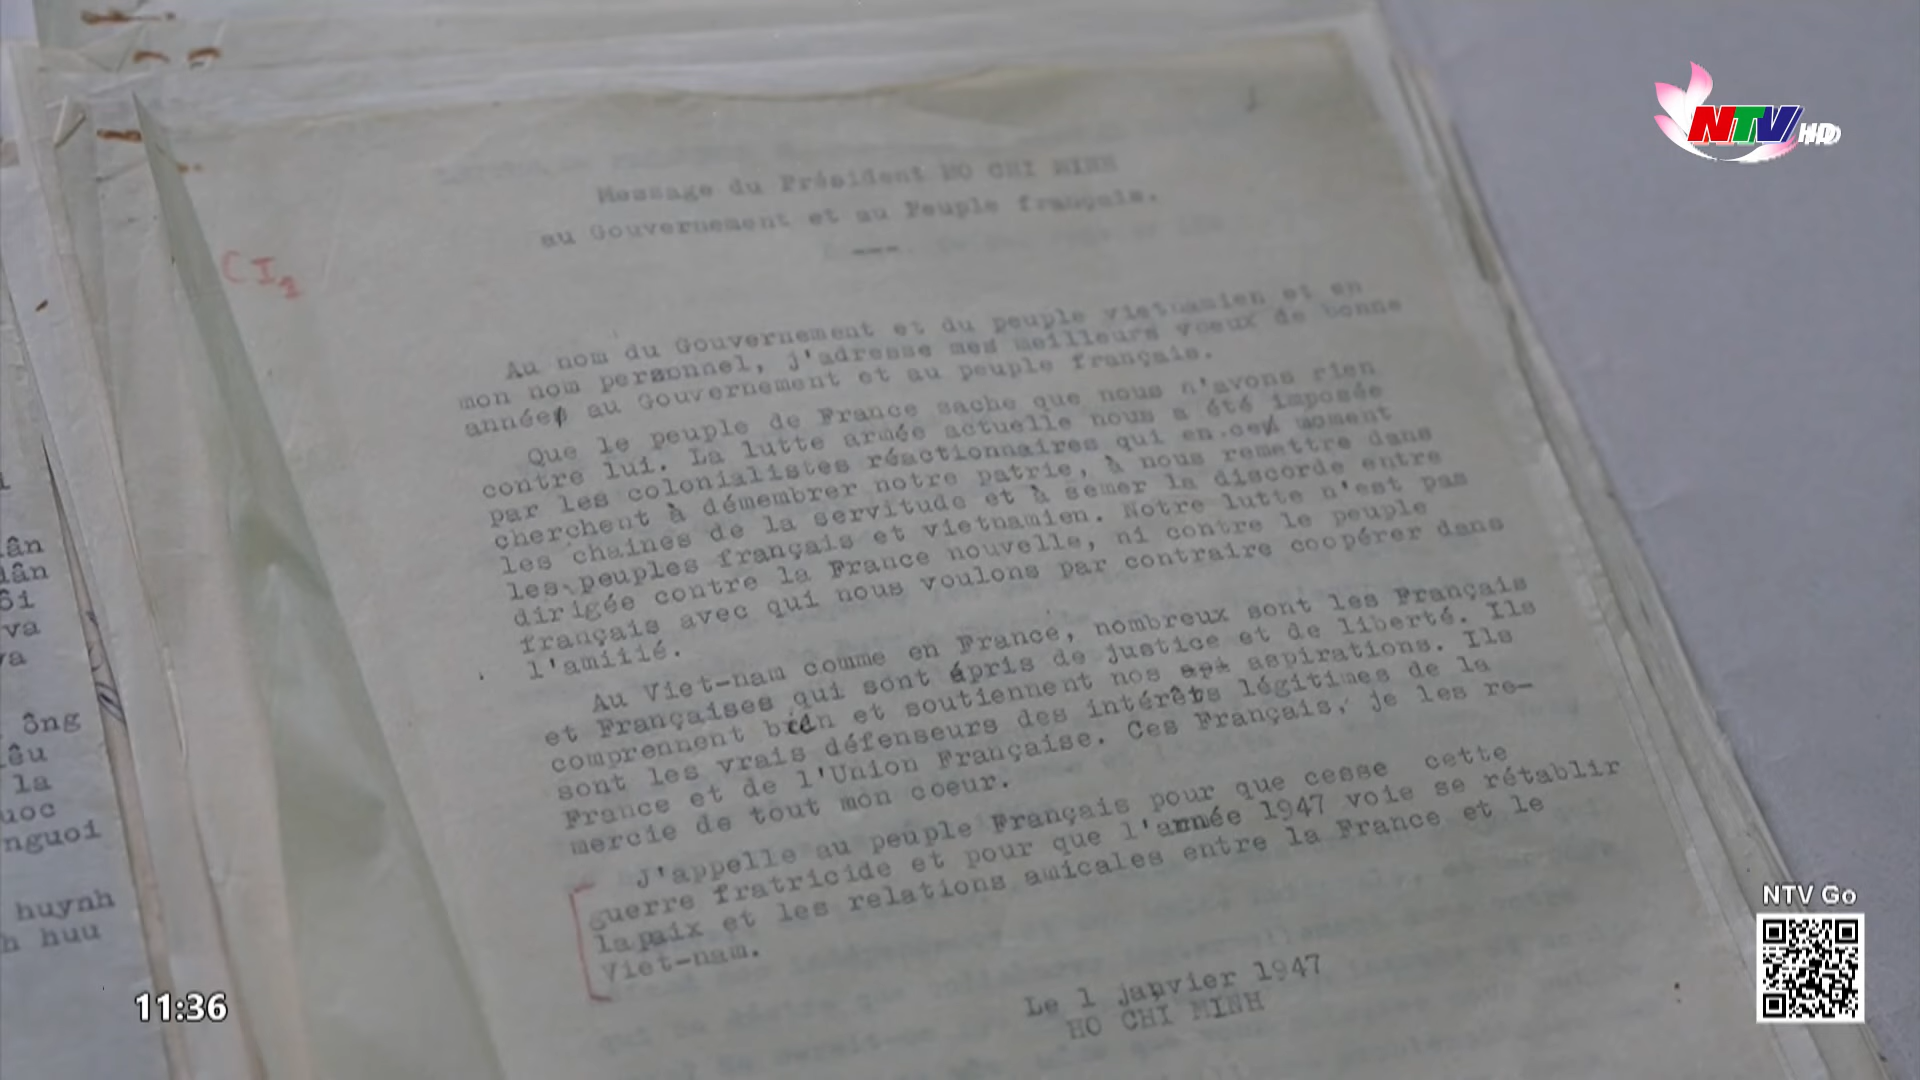 NTV HD
Message du Président HO CHI MINH
au Gouvernement et au Peuple français.
CI2
Au nom du Gouvernement et du peuple vietnamien et en
mon nom personnel, j'adresse mes meilleurs voeux de bonne
année au Gouvernement et au peuple français.
Que le peuple de France sache que nous n'avons rien
contre lui. La lutte armée actuelle nous a été imposée
par les colonialistes réactionnaires qui en ce moment
cherchent à démembrer notre patrie, à nous remettre dans
les chaines de la servitude et à semer la discorde entre
les peuples français et vietnamien. Notre lutte n'est pas
dirigée contre la France nouvelle, ni contre le peuple
français avec qui nous voulons par contraire coopérer dans
l'amitié.
Au Viet-nam comme en France, nombreux sont les Français
et Françaises qui sont épris de justice et de liberté. Ils
comprennent bien et soutiennent nos aspirations. Ils
sont les vrais défenseurs des intérêts légitimes de la
France et de l'Union Française. Ces Français, je les re-
mercie de tout mon coeur.
J'appelle au peuple Français pour que cesse cette
guerre fratricide et pour que l'année 1947 voie se rétablir
la paix et les relations amicales entre la France et le
Viet-nam.
Le 1 janvier 1947
HO CHI MINH
ân
dân
ôi
va
va
ông
lâu
la
uoc
nguoi
huynh
h huu
11:36
NTV Go